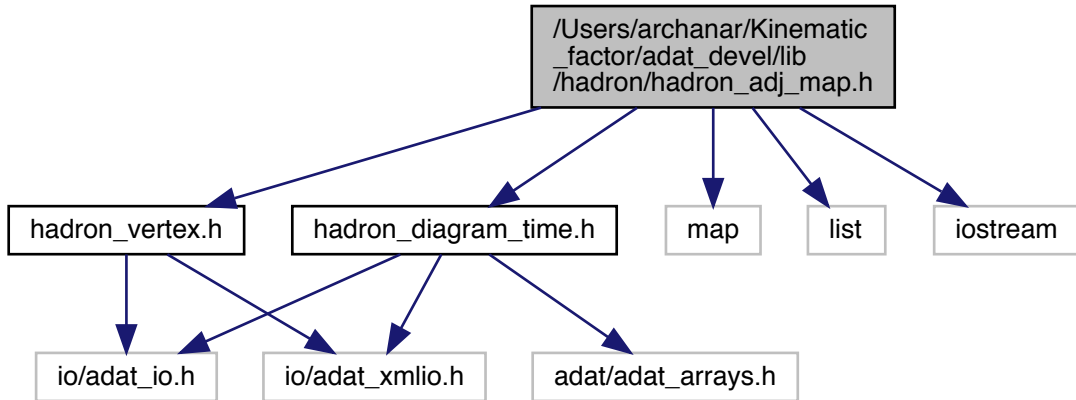 /Users/archanar/Kinematic
_factor/adat_devel/lib
/hadron/hadron_adj_map.h
hadron_vertex.h
hadron_diagram_time.h
map
list
iostream
io/adat_io.h
io/adat_xmlio.h
adat/adat_arrays.h